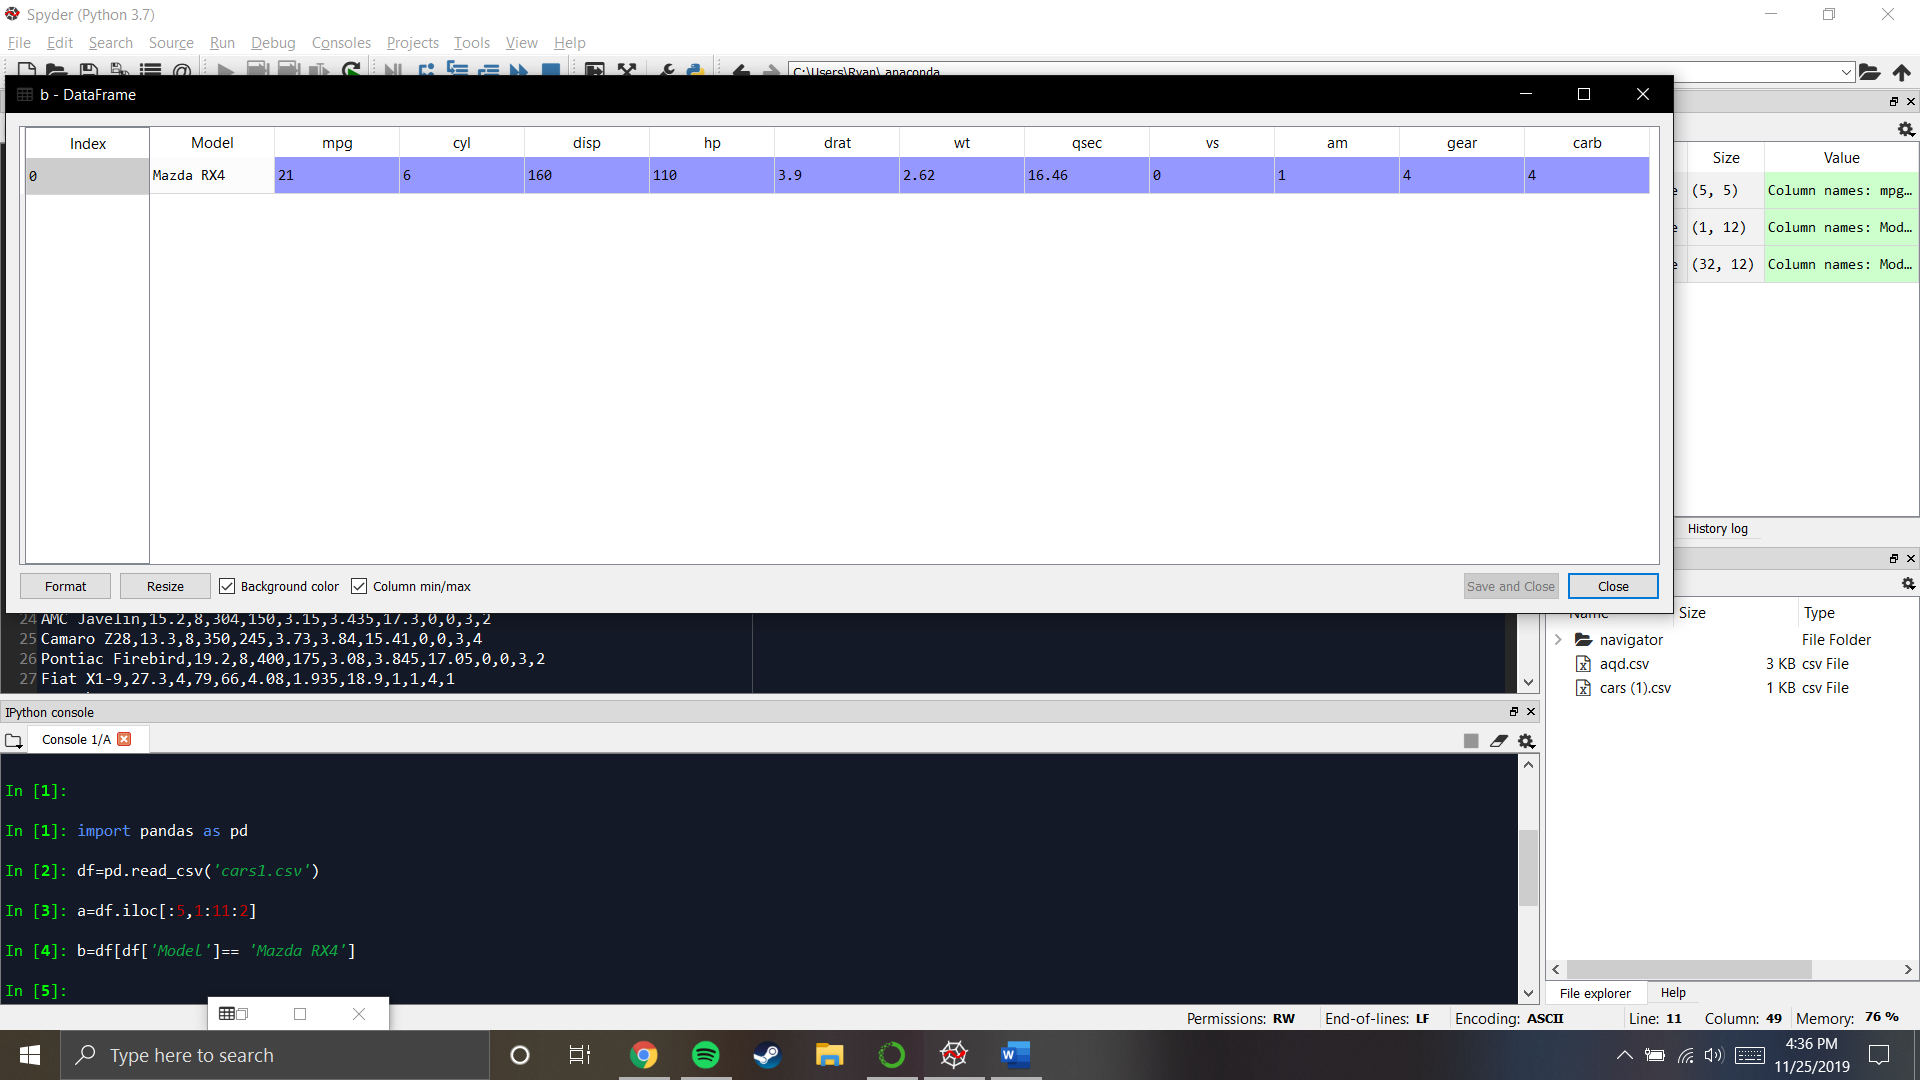 Spyder (Python 3.7)
File Edit Search Source Run Debug Consoles Projects Tools View Help
C:\Users\Ryan\.anaconda
b - DataFrame
Index Model mpg cyl disp hp drat wt qsec vs am gear carb
0 Mazda RX4 21 6 160 110 3.9 2.62 16.46 0 1 4 4
Size Value
e (5, 5) Column names: mpg…
e (1, 12) Column names: Mod…
e (32, 12) Column names: Mod…
History log
Format Resize Background color Column min/max Save and Close Close
Name Size Type
navigator File Folder
aqd.csv 3 KB csv File
cars (1).csv 1 KB csv File
24 AMC Javelin,15.2,8,304,150,3.15,3.435,17.3,0,0,3,2
25 Camaro Z28,13.3,8,350,245,3.73,3.84,15.41,0,0,3,4
26 Pontiac Firebird,19.2,8,400,175,3.08,3.845,17.05,0,0,3,2
27 Fiat X1-9,27.3,4,79,66,4.08,1.935,18.9,1,1,4,1
IPython console
Console 1/A
In [1]:
In [1]: import pandas as pd
In [2]: df=pd.read_csv('cars1.csv')
In [3]: a=df.iloc[:5,1:11:2]
In [4]: b=df[df['Model']== 'Mazda RX4']
In [5]:
File explorer Help
Permissions: RW End-of-lines: LF Encoding: ASCII Line: 11 Column: 49 Memory: 76 %
Type here to search
4:36 PM
11/25/2019